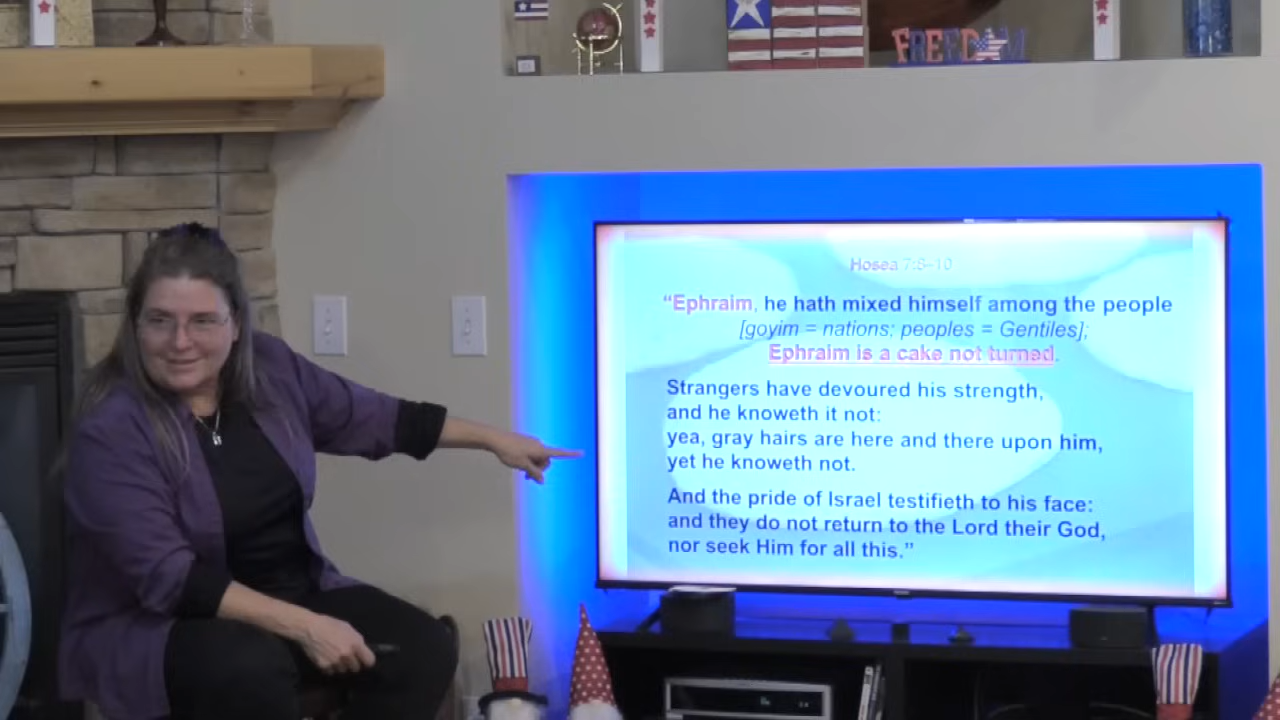 FREEDOM
Hosea 7:8–10
“Ephraim, he hath mixed himself among the people
[goyim = nations; peoples = Gentiles];
Ephraim is a cake not turned.
Strangers have devoured his strength,
and he knoweth it not:
yea, gray hairs are here and there upon him,
yet he knoweth not.
And the pride of Israel testifieth to his face:
and they do not return to the Lord their God,
nor seek Him for all this.”